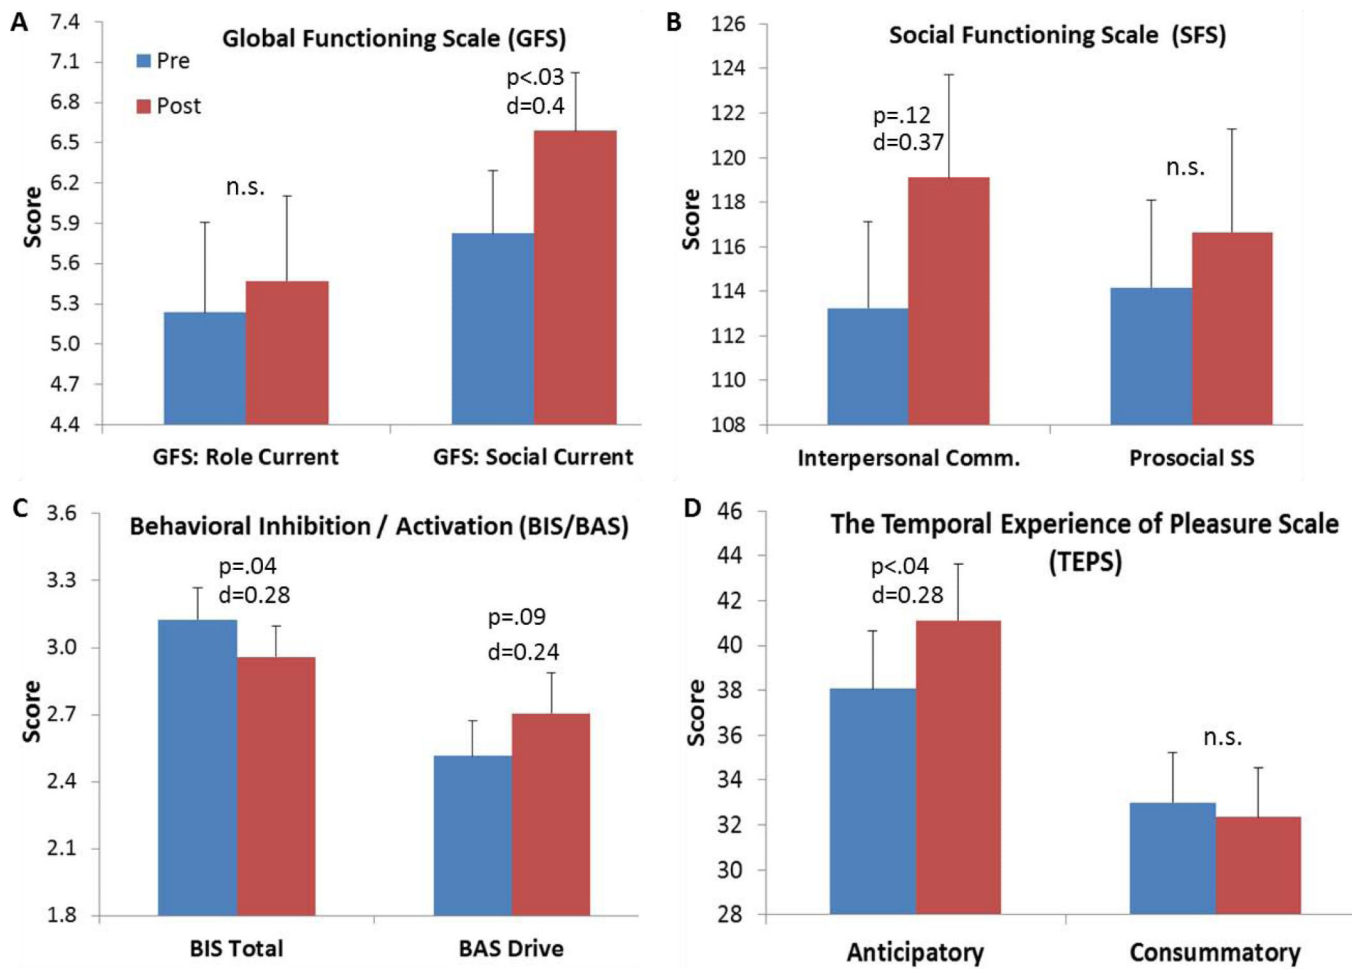 A
Global Functioning Scale (GFS)
Pre
Post
p<.03
d=0.4
n.s.
Score
7.4
7.1
6.8
6.5
6.2
5.9
5.6
5.3
5.0
4.7
4.4
GFS: Role Current
GFS: Social Current
B
Social Functioning Scale (SFS)
p=.12
d=0.37
n.s.
Score
126
124
122
120
118
116
114
112
110
108
Interpersonal Comm.
Prosocial SS
C
Behavioral Inhibition / Activation (BIS/BAS)
p=.04
d=0.28
p=.09
d=0.24
Score
3.6
3.3
3.0
2.7
2.4
2.1
1.8
BIS Total
BAS Drive
D
The Temporal Experience of Pleasure Scale
(TEPS)
p<.04
d=0.28
n.s.
Score
46
44
42
40
38
36
34
32
30
28
Anticipatory
Consummatory